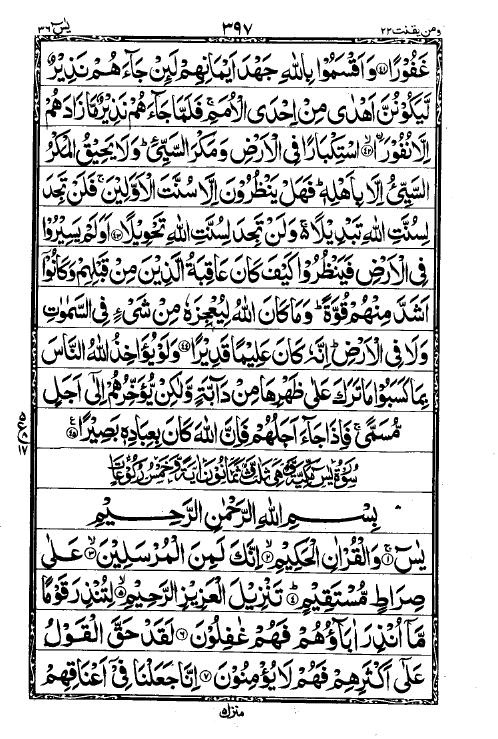 ومن يقنت ٢٢
٣٩٧
يٰسٓ ٣٦
غَفُوْرًا ﴿٤١﴾ وَاَقْسَمُوْا بِاللّٰهِ جَهْدَ اَيْمَانِهِمْ لَئِنْ جَآءَهُمْ نَذِيْرٌ
لَّيَكُوْنُنَّ اَهْدٰى مِنْ اِحْدَى الْاُمَمِ ۚ فَلَمَّا جَآءَهُمْ نَذِيْرٌ مَّا زَادَهُمْ
اِلَّا نُفُوْرًا ﴿٤٢﴾ اسْتِكْبَارًا فِى الْاَرْضِ وَمَكْرَ السَّيِّئِ ؕ وَلَا يَحِيْقُ الْمَكْرُ
السَّيِّئُ اِلَّا بِاَهْلِهٖ ؕ فَهَلْ يَنْظُرُوْنَ اِلَّا سُنَّتَ الْاَوَّلِيْنَ ۚ فَلَنْ تَجِدَ
لِسُنَّتِ اللّٰهِ تَبْدِيْلًا ۚ وَلَنْ تَجِدَ لِسُنَّتِ اللّٰهِ تَحْوِيْلًا ﴿٤٣﴾ اَوَلَمْ يَسِيْرُوْا
فِى الْاَرْضِ فَيَنْظُرُوْا كَيْفَ كَانَ عَاقِبَةُ الَّذِيْنَ مِنْ قَبْلِهِمْ وَكَانُوْۤا
اَشَدَّ مِنْهُمْ قُوَّةً ؕ وَمَا كَانَ اللّٰهُ لِيُعْجِزَهٗ مِنْ شَىْءٍ فِى السَّمٰوٰتِ
وَلَا فِى الْاَرْضِ ؕ اِنَّهٗ كَانَ عَلِيْمًا قَدِيْرًا ﴿٤٤﴾ وَلَوْ يُؤَاخِذُ اللّٰهُ النَّاسَ
بِمَا كَسَبُوْا مَا تَرَكَ عَلٰى ظَهْرِهَا مِنْ دَآبَّةٍ وَّلٰكِنْ يُّؤَخِّرُهُمْ اِلٰٓى اَجَلٍ
مُّسَمًّى ۚ فَاِذَا جَآءَ اَجَلُهُمْ فَاِنَّ اللّٰهَ كَانَ بِعِبَادِهٖ بَصِيْرًا ﴿٤٥﴾
ع ٥ ٨ ١٧
سُوْرَةُ يٰسٓ مَكِّيَّةٌ وَّهِىَ ثَلٰثٌ وَّثَمَانُوْنَ اٰيَةً وَّخَمْسُ رُكُوْعَاتٍ
بِسْمِ اللّٰهِ الرَّحْمٰنِ الرَّحِيْمِ
يٰسٓ ﴿١﴾ وَالْقُرْاٰنِ الْحَكِيْمِ ﴿٢﴾ اِنَّكَ لَمِنَ الْمُرْسَلِيْنَ ﴿٣﴾ عَلٰى
صِرَاطٍ مُّسْتَقِيْمٍ ﴿٤﴾ تَنْزِيْلَ الْعَزِيْزِ الرَّحِيْمِ ﴿٥﴾ لِتُنْذِرَ قَوْمًا
مَّاۤ اُنْذِرَ اٰبَآؤُهُمْ فَهُمْ غٰفِلُوْنَ ﴿٦﴾ لَقَدْ حَقَّ الْقَوْلُ
عَلٰٓى اَكْثَرِهِمْ فَهُمْ لَا يُؤْمِنُوْنَ ﴿٧﴾ اِنَّا جَعَلْنَا فِىْۤ اَعْنَاقِهِمْ
منزل ٥